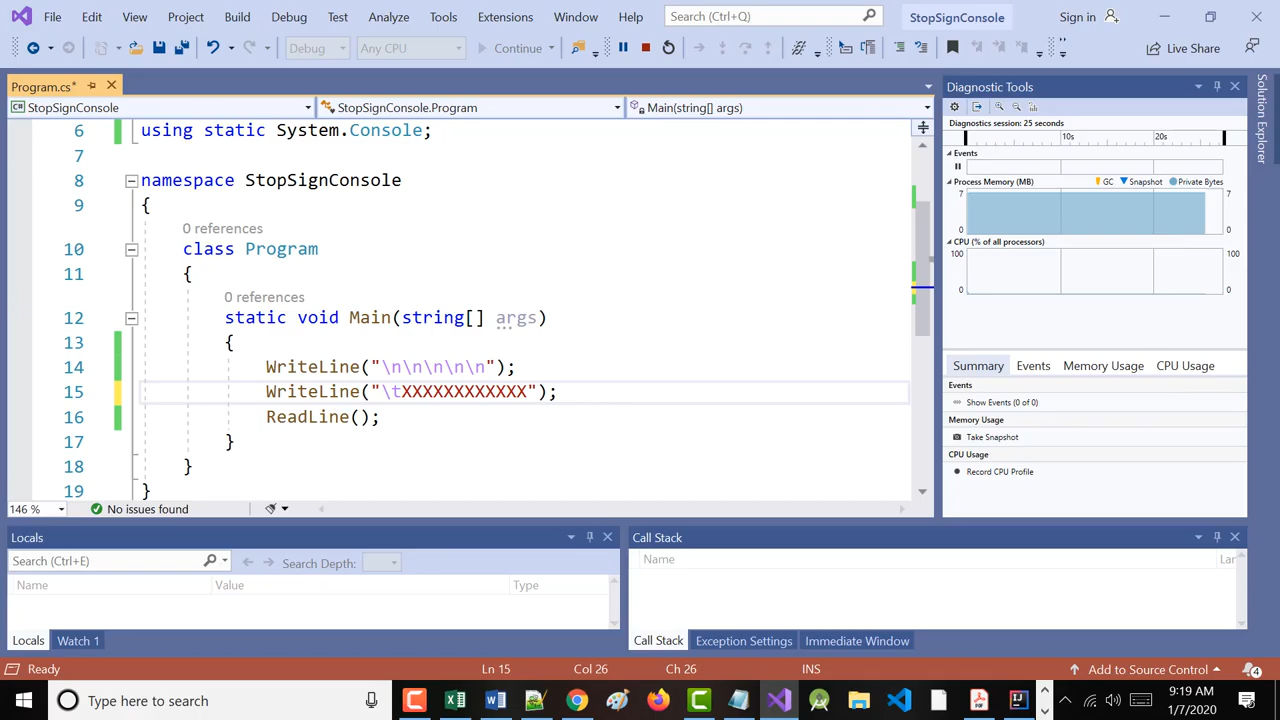 File Edit View Project Build Debug Test Analyze Tools Extensions Window Help Search (Ctrl+Q) StopSignConsole Sign in
Debug Any CPU Continue Live Share
Program.cs*
StopSignConsole StopSignConsole.Program Main(string[] args)
6 using static System.Console;
7
8 namespace StopSignConsole
9 {
0 references
10 class Program
11 {
0 references
12 static void Main(string[] args)
13 {
14 WriteLine("\n\n\n\n\n");
15 WriteLine("\tXXXXXXXXXXXX");
16 ReadLine();
17 }
18 }
19 }
146 % No issues found
Diagnostic Tools
Diagnostics session: 25 seconds
10s 20s
Events
Process Memory (MB) GC Snapshot Private Bytes
7 7
0 0
CPU (% of all processors)
100 100
0 0
Summary Events Memory Usage CPU Usage
Events
Show Events (0 of 0)
Memory Usage
Take Snapshot
CPU Usage
Record CPU Profile
Solution Explorer
Locals
Search (Ctrl+E) Search Depth:
Name Value Type
Locals Watch 1
Call Stack
Name Lar
Call Stack Exception Settings Immediate Window
Ready Ln 15 Col 26 Ch 26 INS Add to Source Control 4
Type here to search
9:19 AM
1/7/2020